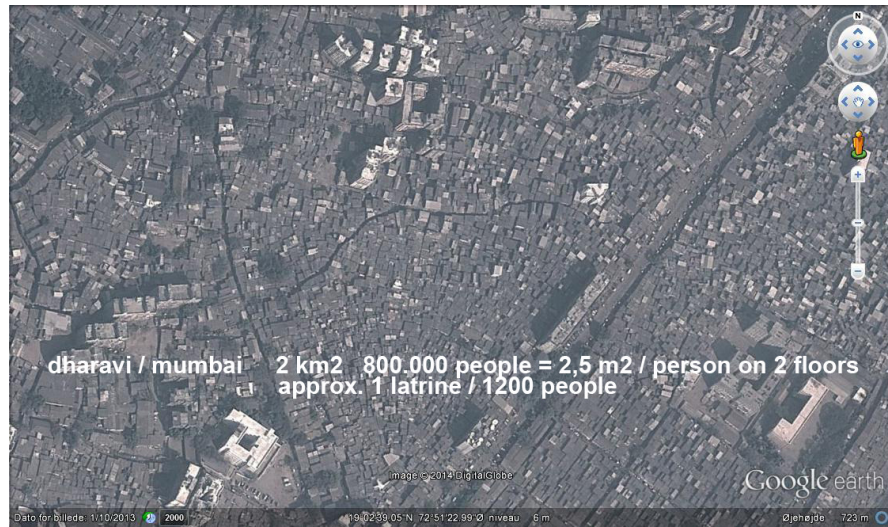 N
dharavi / mumbai 2 km2 800.000 people = 2,5 m2 / person on 2 floors
approx. 1 latrine / 1200 people
Image © 2014 DigitalGlobe
Google earth
Dato for billede: 1/10/2013 2000 19°02'39.05"N 72°51'22.99"Ø niveau 6 m Øjehøjde 723 m